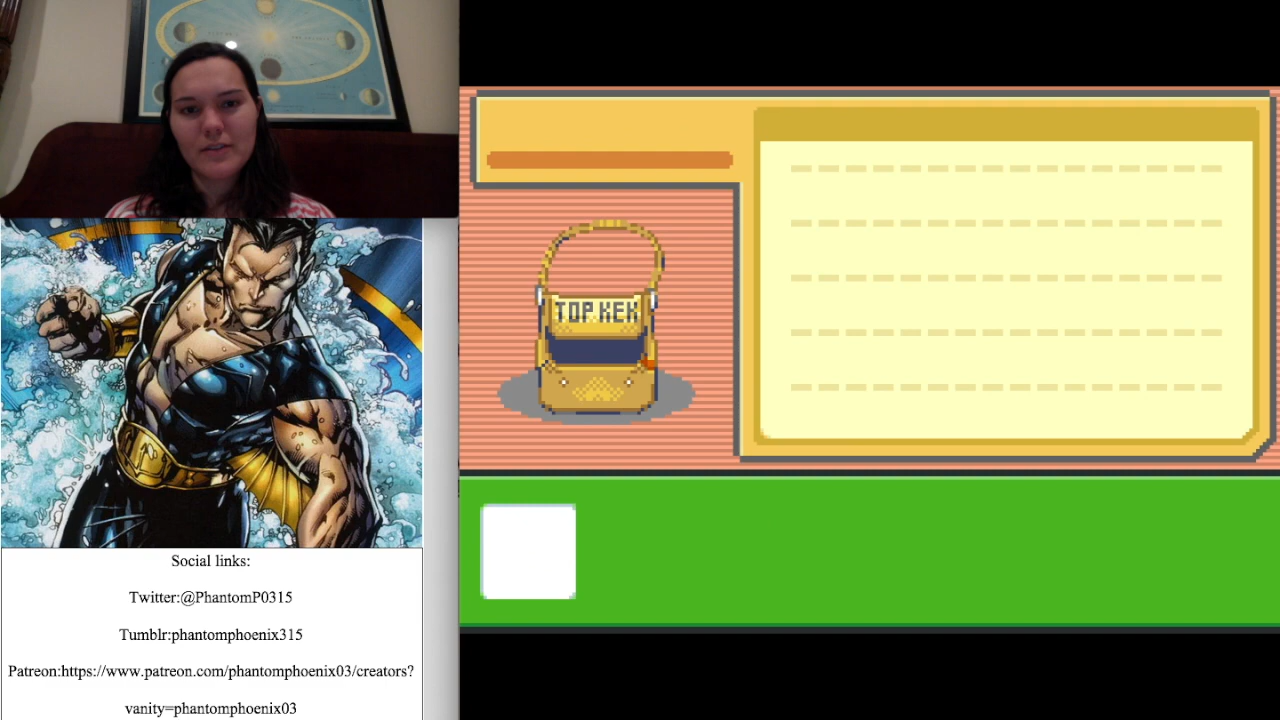 TOP KEK
Social links:
Twitter:@PhantomP0315
Tumblr:phantomphoenix315
Patreon:https://www.patreon.com/phantomphoenix03/creators?
vanity=phantomphoenix03